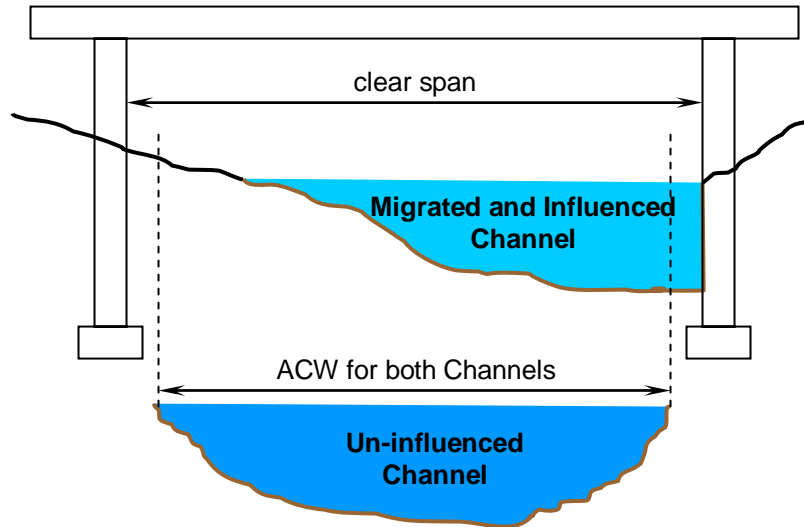 clear span
Migrated and Influenced
Channel
ACW for both Channels
Un-influenced
Channel